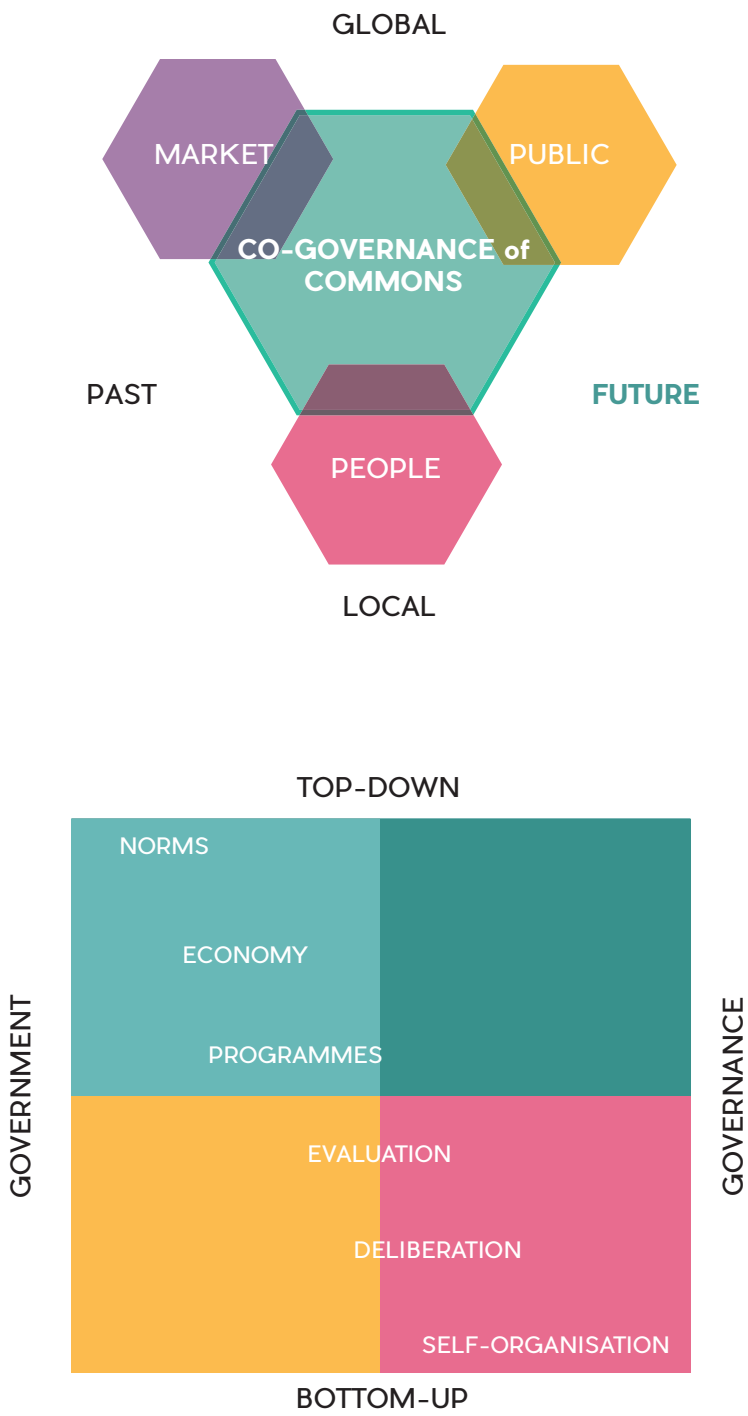 GLOBAL
MARKET
PUBLIC
CO-GOVERNANCE of
COMMONS
PAST
FUTURE
PEOPLE
LOCAL
TOP-DOWN
NORMS
ECONOMY
PROGRAMMES
GOVERNMENT
GOVERNANCE
EVALUATION
DELIBERATION
SELF-ORGANISATION
BOTTOM-UP